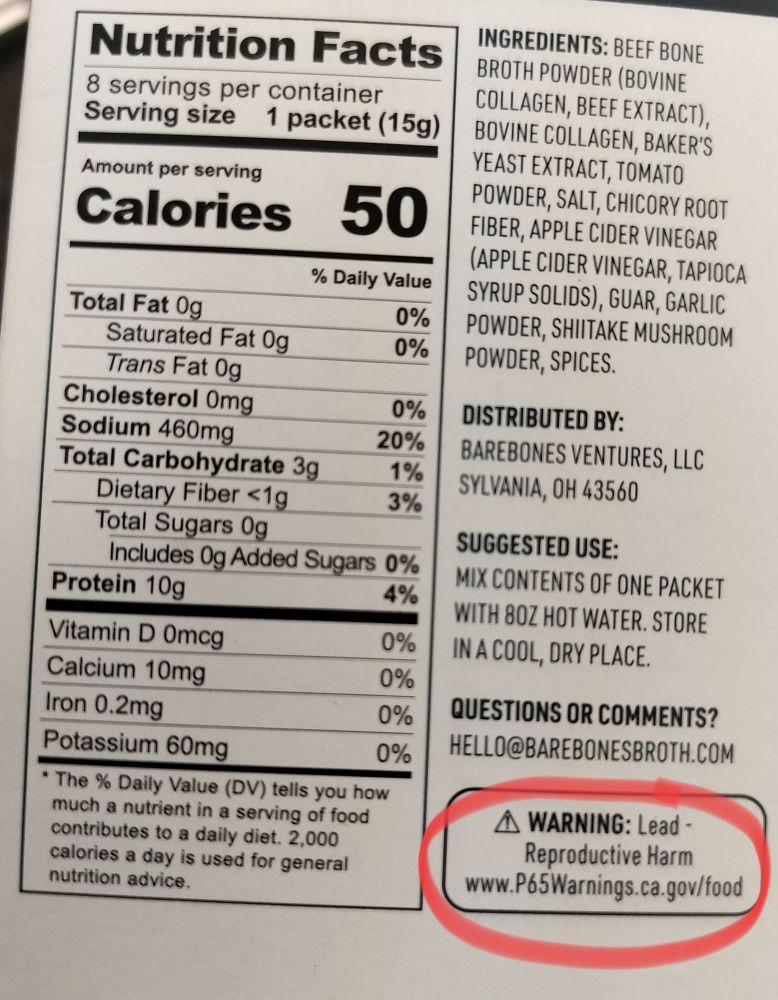 Nutrition Facts
8 servings per container
Serving size 1 packet (15g)
Amount per serving
Calories 50
% Daily Value
Total Fat 0g 0%
Saturated Fat 0g 0%
Trans Fat 0g
Cholesterol 0mg 0%
Sodium 460mg 20%
Total Carbohydrate 3g 1%
Dietary Fiber <1g 3%
Total Sugars 0g
Includes 0g Added Sugars 0%
Protein 10g 4%
Vitamin D 0mcg 0%
Calcium 10mg 0%
Iron 0.2mg 0%
Potassium 60mg 0%
* The % Daily Value (DV) tells you how
much a nutrient in a serving of food
contributes to a daily diet. 2,000
calories a day is used for general
nutrition advice.
INGREDIENTS: BEEF BONE
BROTH POWDER (BOVINE
COLLAGEN, BEEF EXTRACT),
BOVINE COLLAGEN, BAKER'S
YEAST EXTRACT, TOMATO
POWDER, SALT, CHICORY ROOT
FIBER, APPLE CIDER VINEGAR
(APPLE CIDER VINEGAR, TAPIOCA
SYRUP SOLIDS), GUAR, GARLIC
POWDER, SHIITAKE MUSHROOM
POWDER, SPICES.
DISTRIBUTED BY:
BAREBONES VENTURES, LLC
SYLVANIA, OH 43560
SUGGESTED USE:
MIX CONTENTS OF ONE PACKET
WITH 8OZ HOT WATER. STORE
IN A COOL, DRY PLACE.
QUESTIONS OR COMMENTS?
HELLO@BAREBONESBROTH.COM
⚠ WARNING: Lead -
Reproductive Harm
www.P65Warnings.ca.gov/food